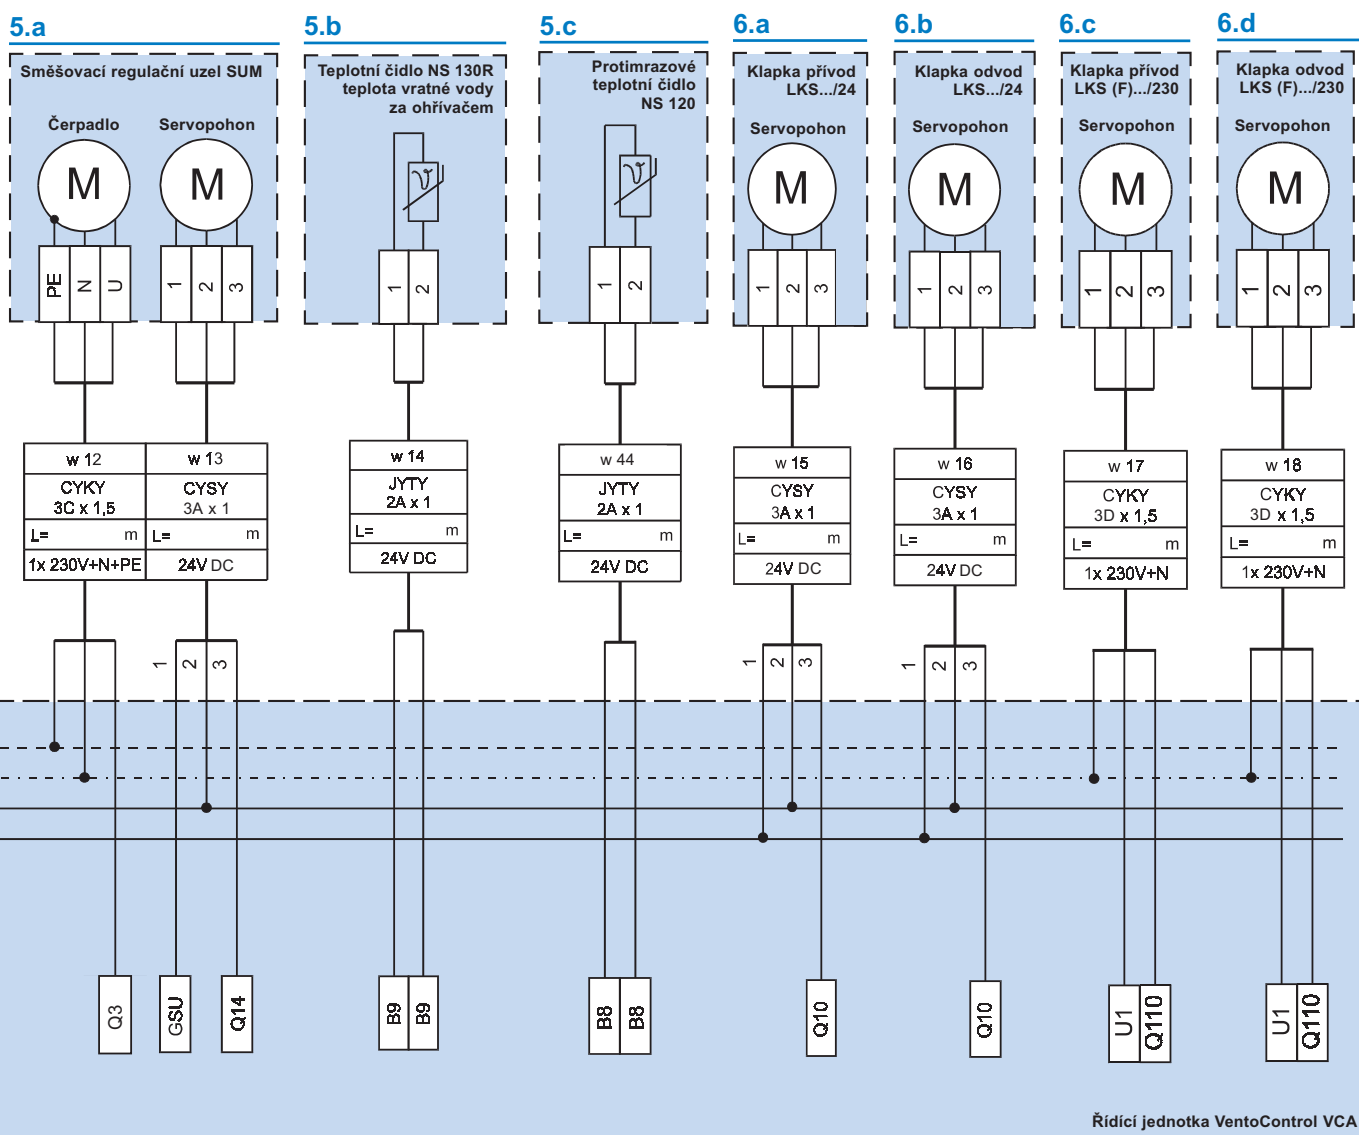 5.a
Směšovací regulační uzel SUM
Čerpadlo
Servopohon
M
M
PE
N
U
1
2
3
w 12
CYKY
3C x 1,5
L= m
1x 230V+N+PE
w 13
CYSY
3A x 1
L= m
24V DC
1
2
3
Q3
GSU
Q14
5.b
Teplotní čidlo NS 130R
teplota vratné vody
za ohřívačem
ϑ
1
2
w 14
JYTY
2A x 1
L= m
24V DC
B9
B9
5.c
Protimrazové
teplotní čidlo
NS 120
ϑ
1
2
w 44
JYTY
2A x 1
L= m
24V DC
B8
B8
6.a
Klapka přívod
LKS.../24
Servopohon
M
1
2
3
w 15
CYSY
3A x 1
L= m
24V DC
1
2
3
Q10
6.b
Klapka odvod
LKS.../24
Servopohon
M
1
2
3
w 16
CYSY
3A x 1
L= m
24V DC
1
2
3
Q10
6.c
Klapka přívod
LKS (F).../230
Servopohon
M
1
2
3
w 17
CYKY
3D x 1,5
L= m
1x 230V+N
U1
Q110
6.d
Klapka odvod
LKS (F).../230
Servopohon
M
1
2
3
w 18
CYKY
3D x 1,5
L= m
1x 230V+N
U1
Q110
Řídící jednotka VentoControl VCA